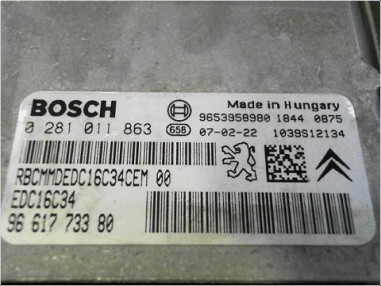 BOSCH
Made in Hungary
9653958980 1844 0875
0 281 011 863
658
07-02-22 1039S12134
RBCMMDEDC16C34CEM 00
EDC16C34
96 617 733 80